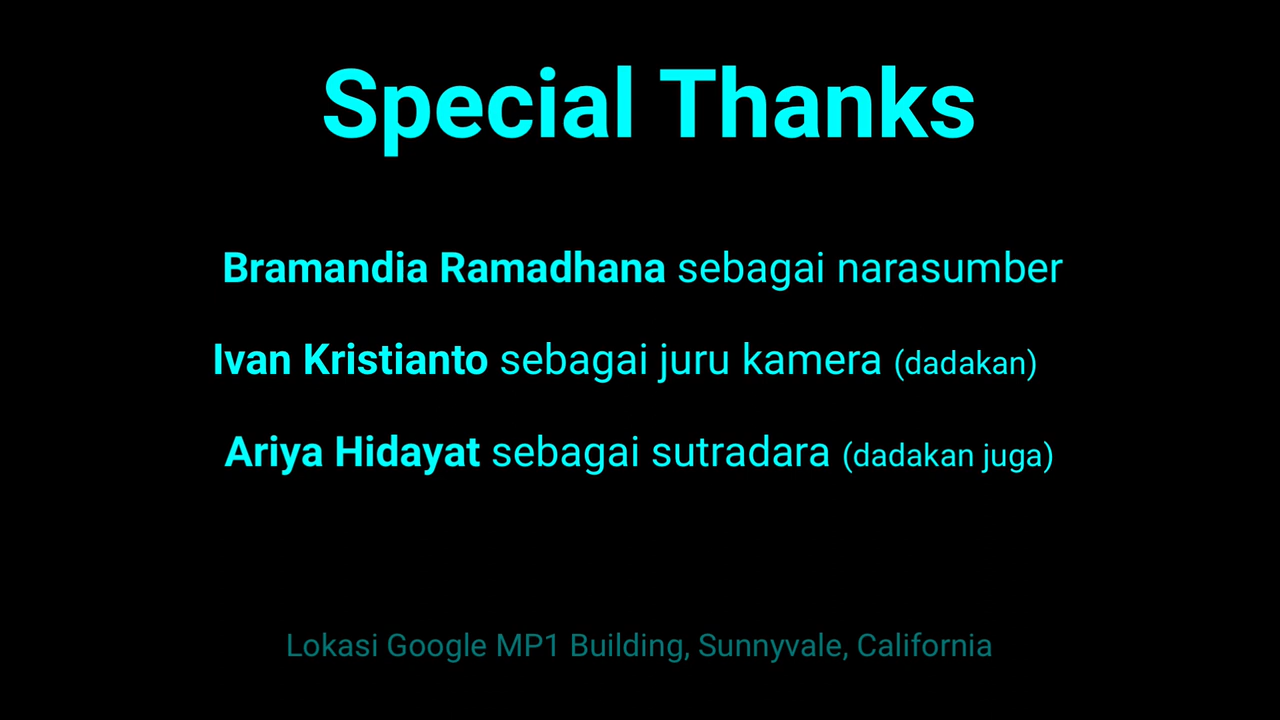 Special Thanks
Bramandia Ramadhana sebagai narasumber
Ivan Kristianto sebagai juru kamera (dadakan)
Ariya Hidayat sebagai sutradara (dadakan juga)
Lokasi Google MP1 Building, Sunnyvale, California